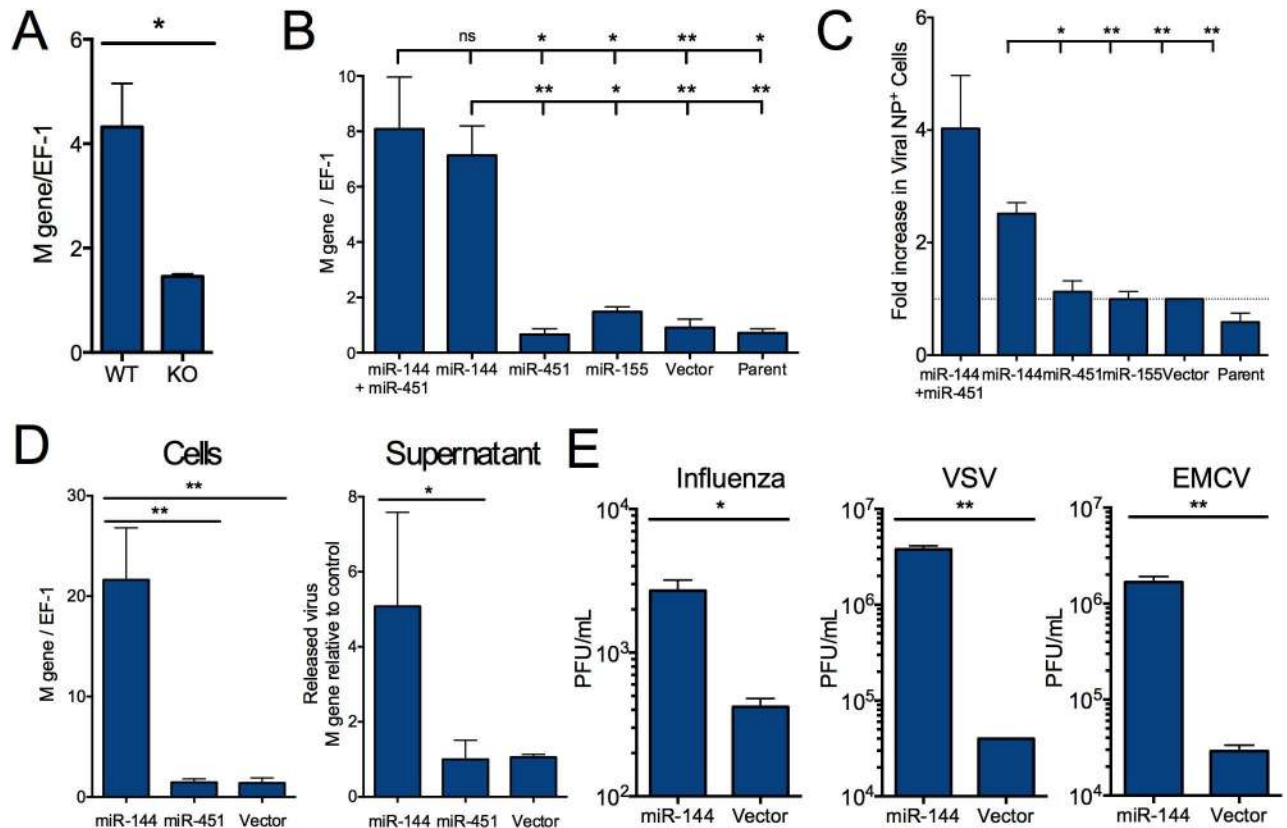 A
*
M gene/EF-1
6
4
2
0
WT KO
B
ns * * ** *
** * ** **
M gene / EF-1
10
8
6
4
2
0
miR-144 + miR-451
miR-144
miR-451
miR-155
Vector
Parent
C
* ** ** **
Fold increase in Viral NP+ Cells
6
4
2
0
miR-144 +miR-451
miR-144
miR-451
miR-155
Vector
Parent
D
Cells
**
**
M gene / EF-1
30
20
10
0
miR-144 miR-451 Vector
Supernatant
*
Released virus
M gene relative to control
8
6
4
2
0
miR-144 miR-451 Vector
E
Influenza
*
PFU/mL
10⁴
10³
10²
miR-144 Vector
VSV
**
PFU/mL
10⁷
10⁶
10⁵
10⁴
miR-144 Vector
EMCV
**
PFU/mL
10⁷
10⁶
10⁵
10⁴
miR-144 Vector